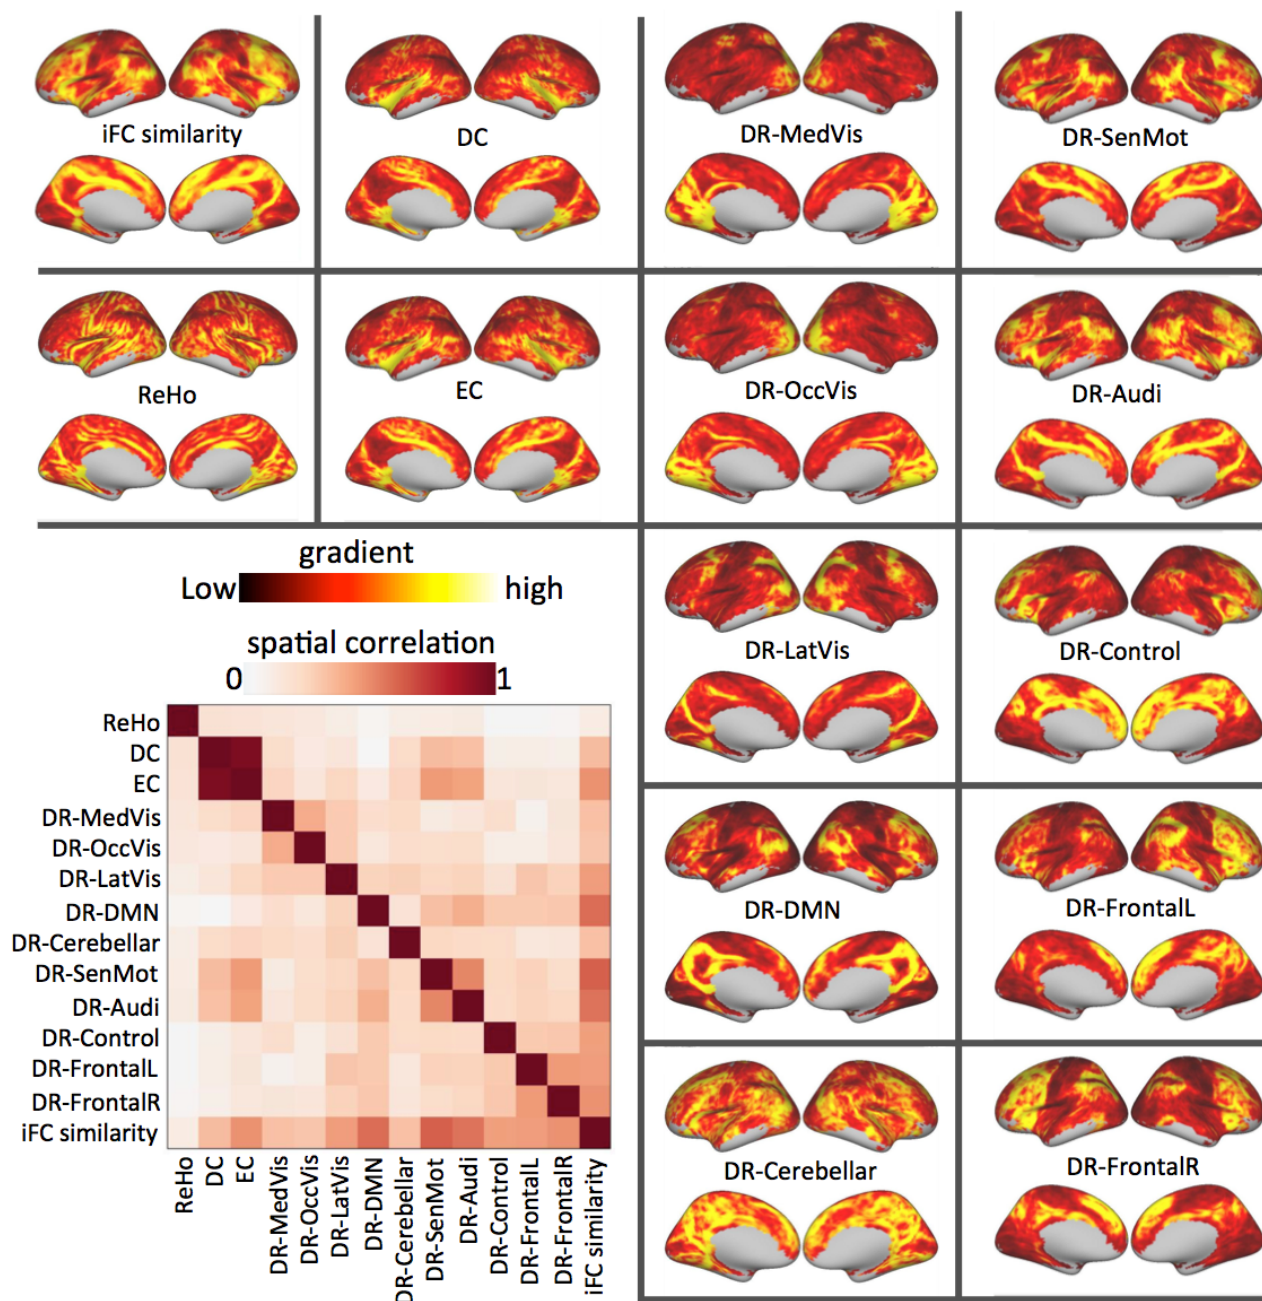 iFC similarity
DC
DR-MedVis
DR-SenMot
ReHo
EC
DR-OccVis
DR-Audi
gradient
Low high
spatial correlation
0 1
DR-LatVis
DR-Control
DR-DMN
DR-FrontalL
DR-Cerebellar
DR-FrontalR
ReHo
DC
EC
DR-MedVis
DR-OccVis
DR-LatVis
DR-DMN
DR-Cerebellar
DR-SenMot
DR-Audi
DR-Control
DR-FrontalL
DR-FrontalR
iFC similarity
ReHo
DC
EC
DR-MedVis
DR-OccVis
DR-LatVis
DR-DMN
DR-Cerebellar
DR-SenMot
DR-Audi
DR-Control
DR-FrontalL
DR-FrontalR
iFC similarity